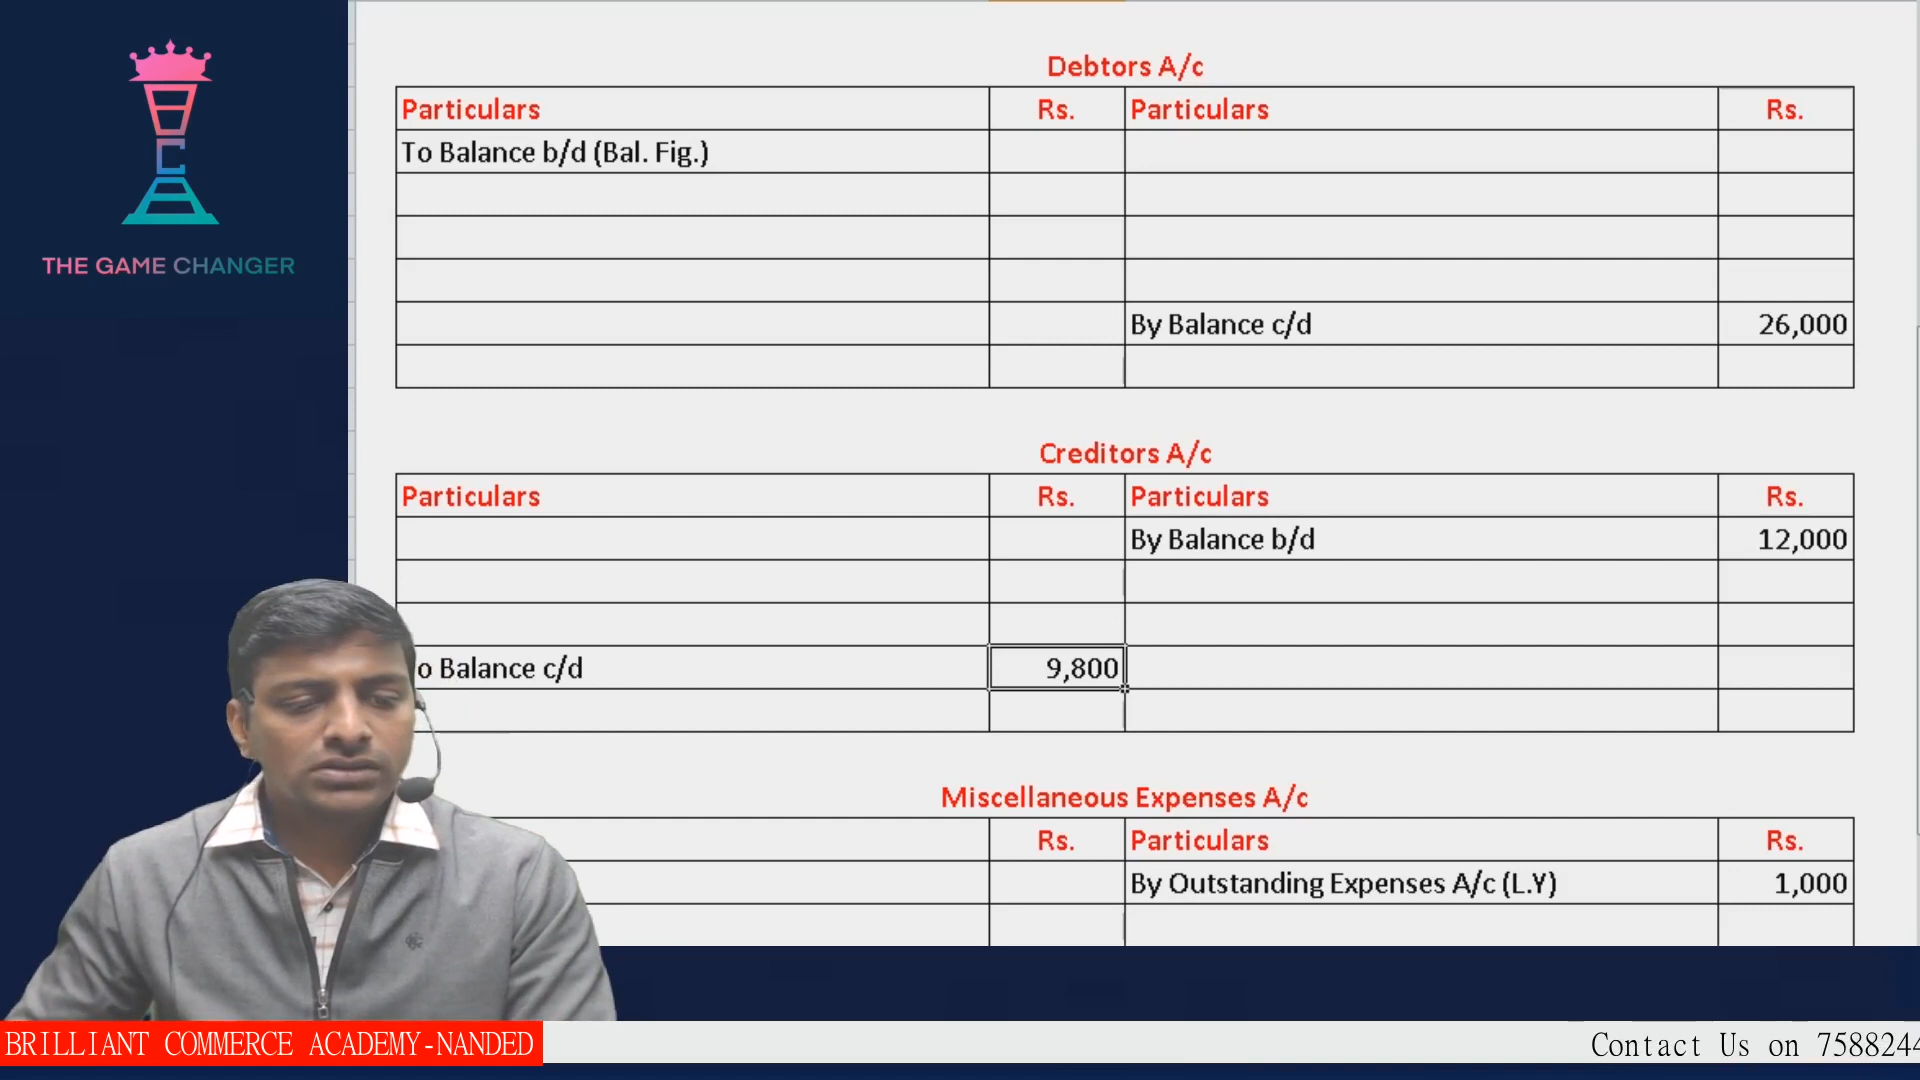 THE GAME CHANGER
Debtors A/c
Particulars Rs. Particulars Rs.
To Balance b/d (Bal. Fig.)
By Balance c/d 26,000
Creditors A/c
Particulars Rs. Particulars Rs.
By Balance b/d 12,000
o Balance c/d 9,800
Miscellaneous Expenses A/c
Rs. Particulars Rs.
By Outstanding Expenses A/c (L.Y) 1,000
BRILLIANT COMMERCE ACADEMY-NANDED
Contact Us on 7588244